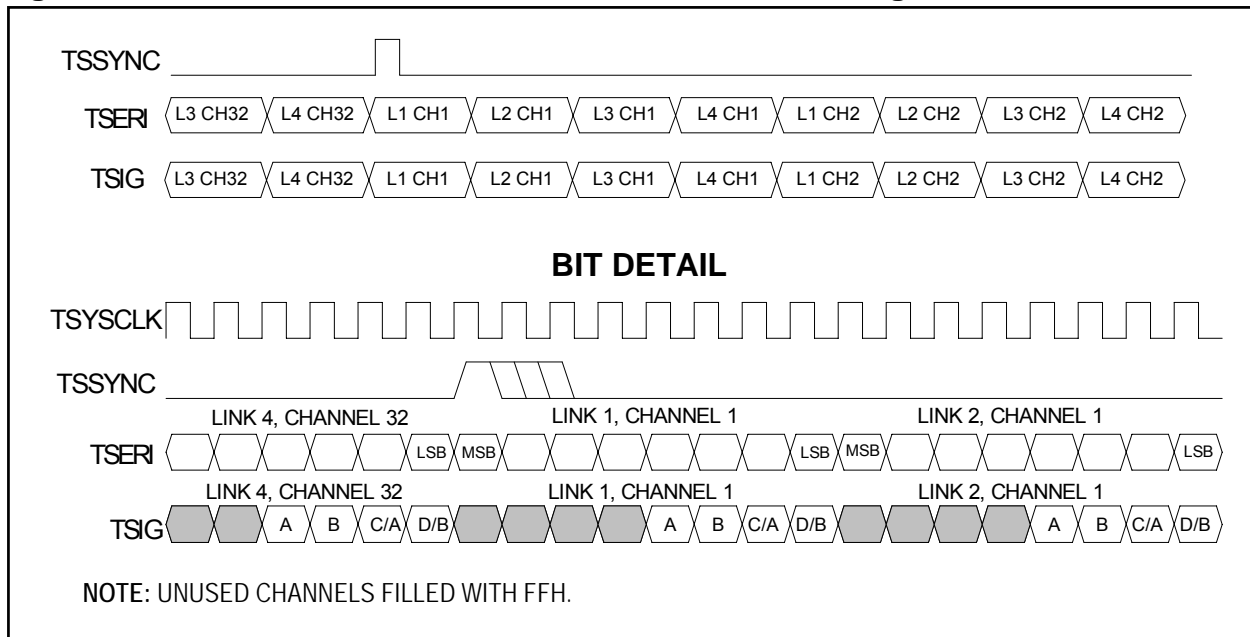 TSSYNC
TSERI L3 CH32 L4 CH32 L1 CH1 L2 CH1 L3 CH1 L4 CH1 L1 CH2 L2 CH2 L3 CH2 L4 CH2
TSIG L3 CH32 L4 CH32 L1 CH1 L2 CH1 L3 CH1 L4 CH1 L1 CH2 L2 CH2 L3 CH2 L4 CH2
BIT DETAIL
TSYSCLK
TSSYNC
LINK 4, CHANNEL 32 LINK 1, CHANNEL 1 LINK 2, CHANNEL 1
TSERI LSB MSB LSB MSB LSB
LINK 4, CHANNEL 32 LINK 1, CHANNEL 1 LINK 2, CHANNEL 1
TSIG A B C/A D/B A B C/A D/B A B C/A D/B
NOTE: UNUSED CHANNELS FILLED WITH FFH.